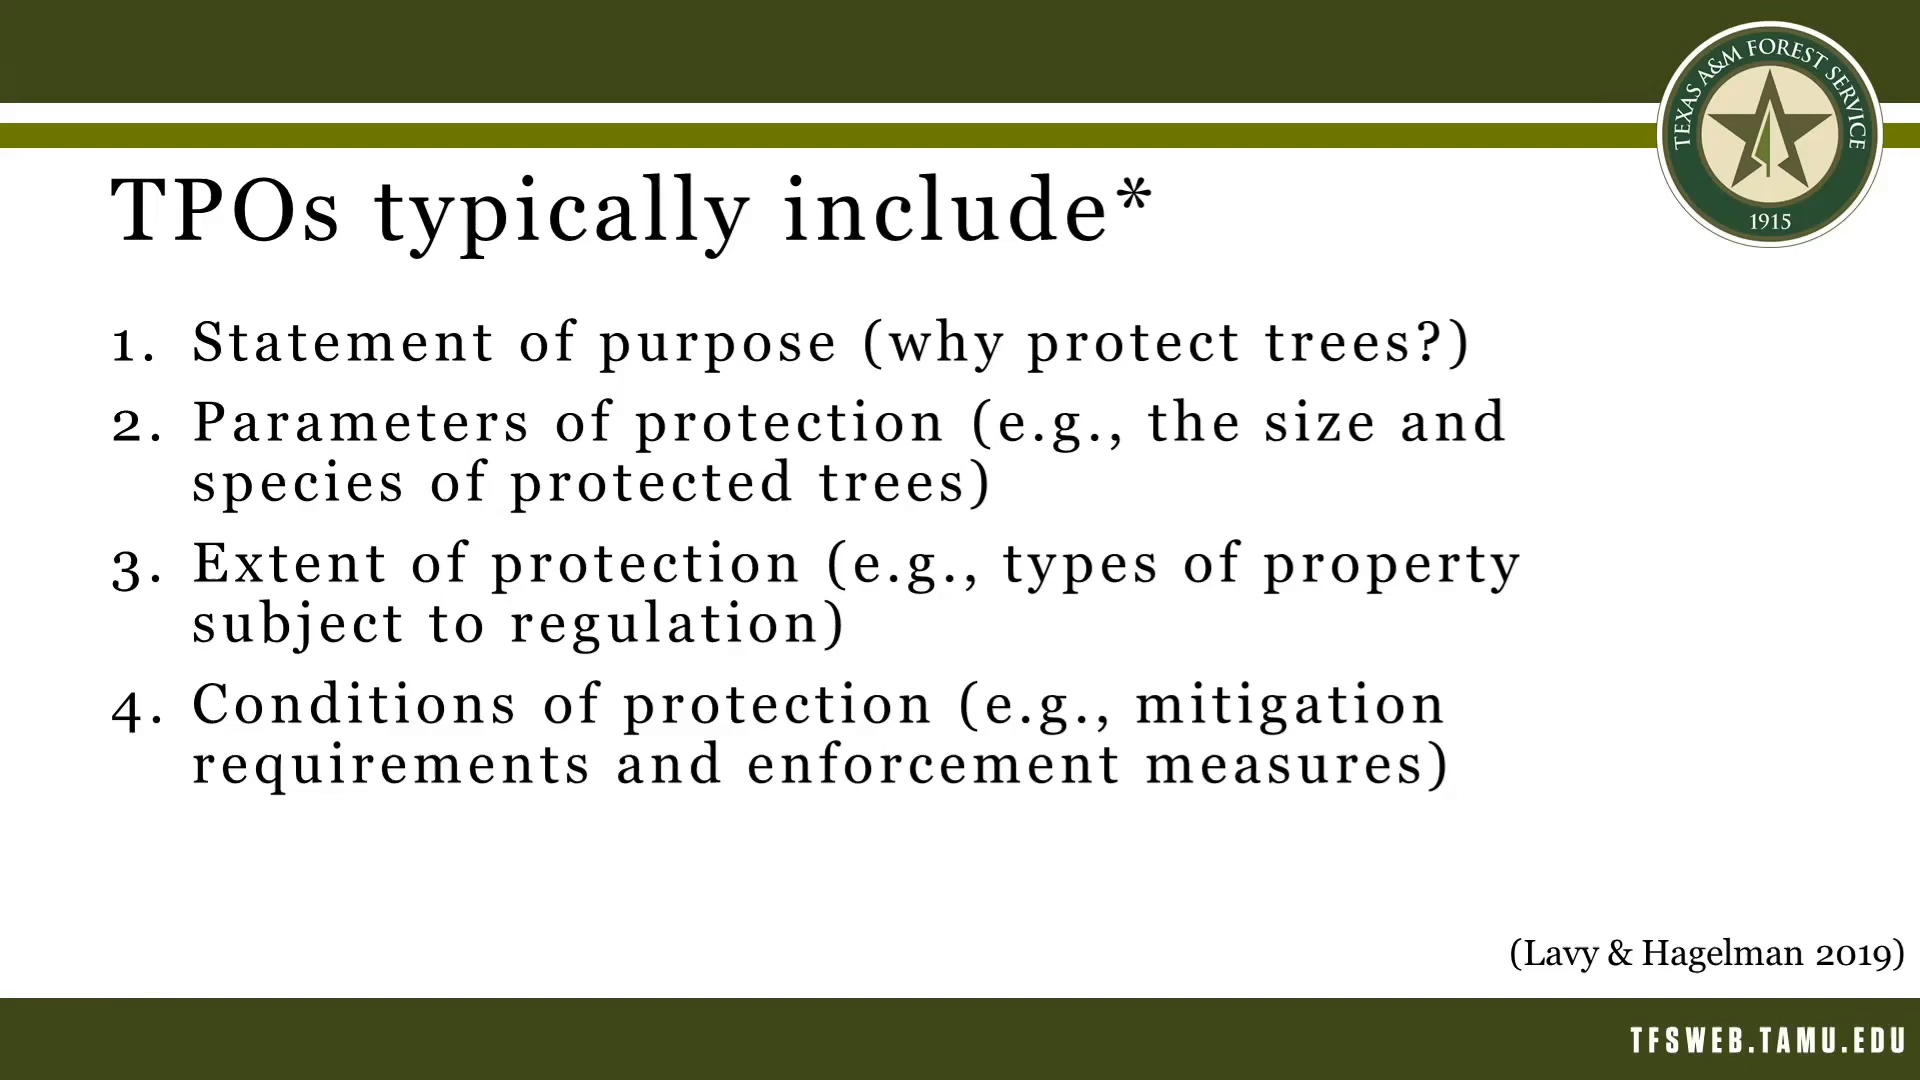 TEXAS A&M FOREST SERVICE
1915
TPOs typically include*
1. Statement of purpose (why protect trees?)
2. Parameters of protection (e.g., the size and
species of protected trees)
3. Extent of protection (e.g., types of property
subject to regulation)
4. Conditions of protection (e.g., mitigation
requirements and enforcement measures)
(Lavy & Hagelman 2019)
TFSWEB.TAMU.EDU